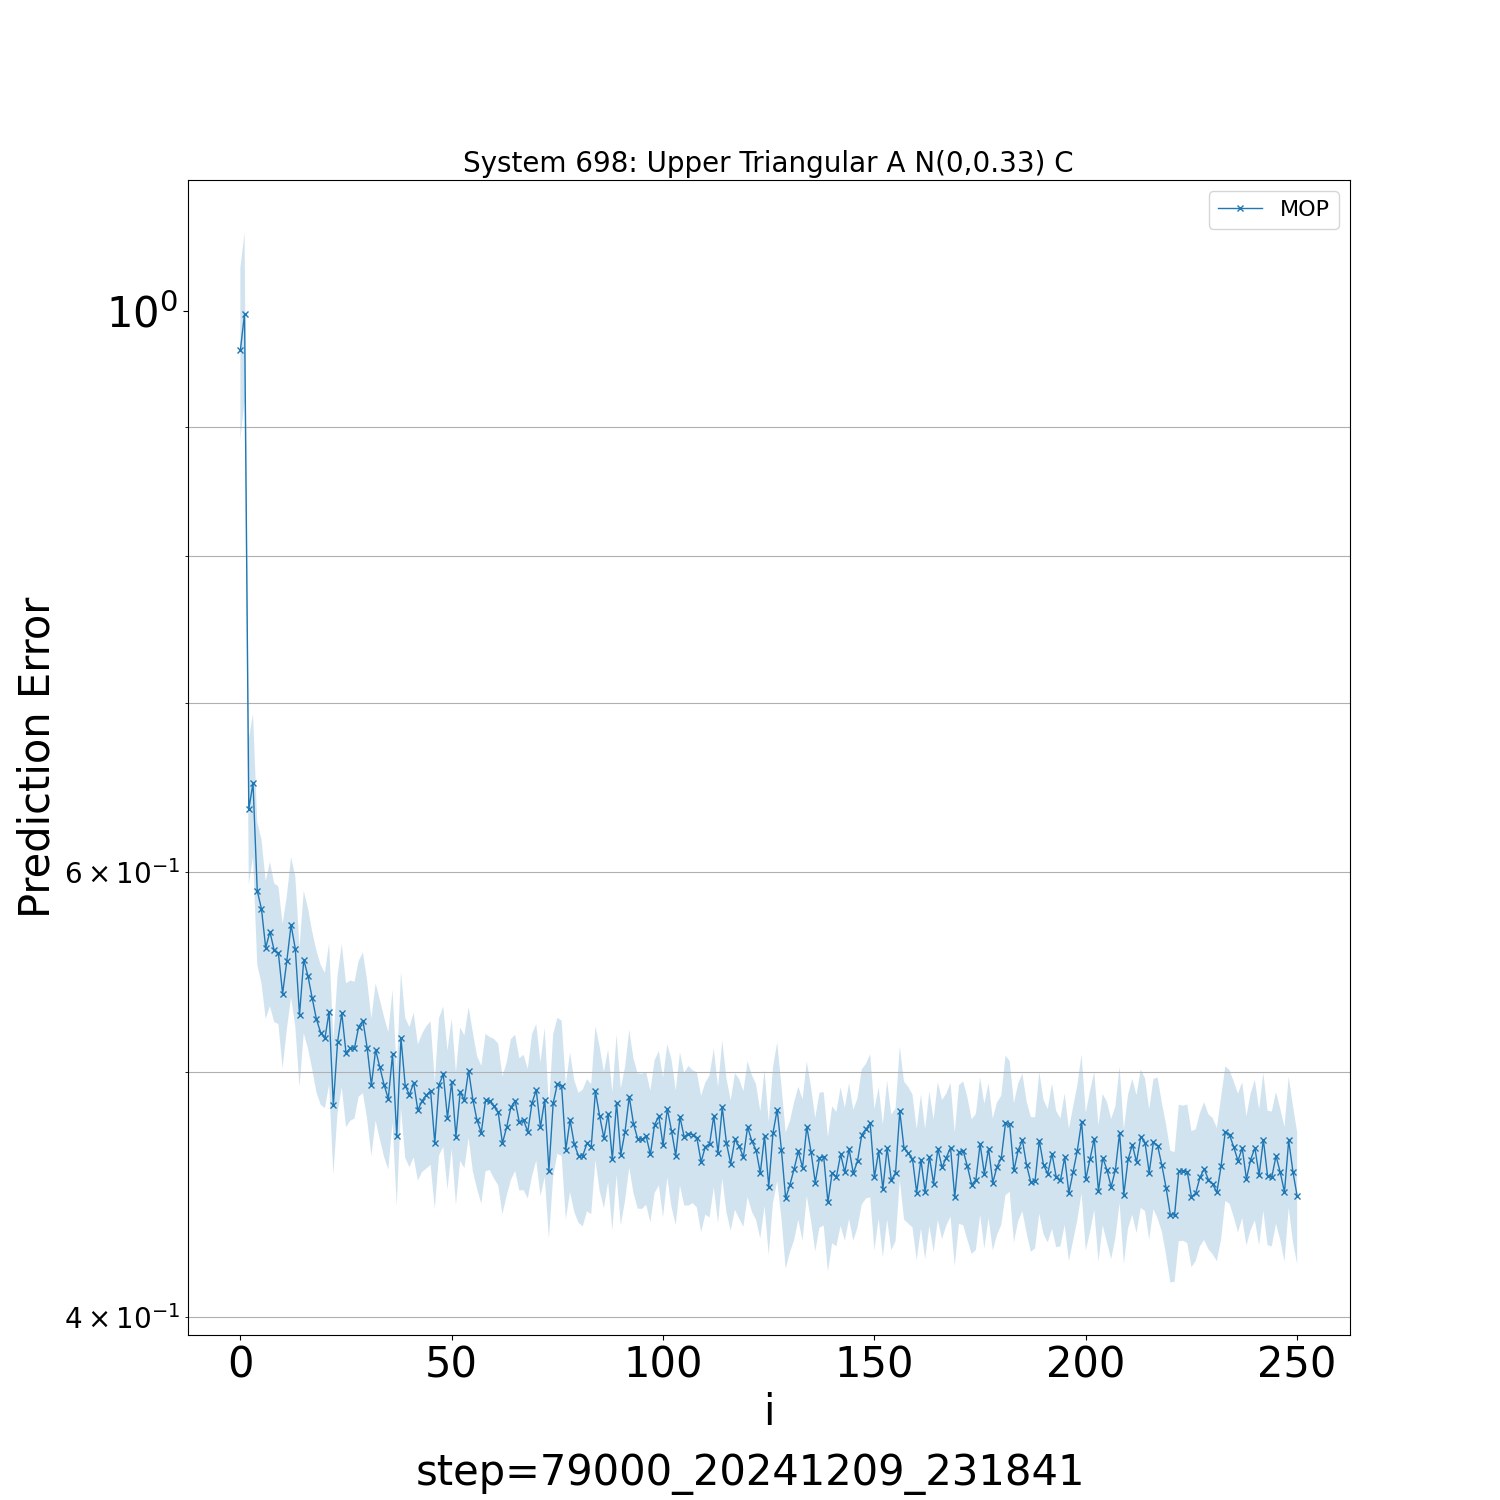 System 698: Upper Triangular A N(0,0.33) C
MOP
10⁰
6 × 10⁻¹
4 × 10⁻¹
Prediction Error
0 50 100 150 200 250
i
step=79000_20241209_231841